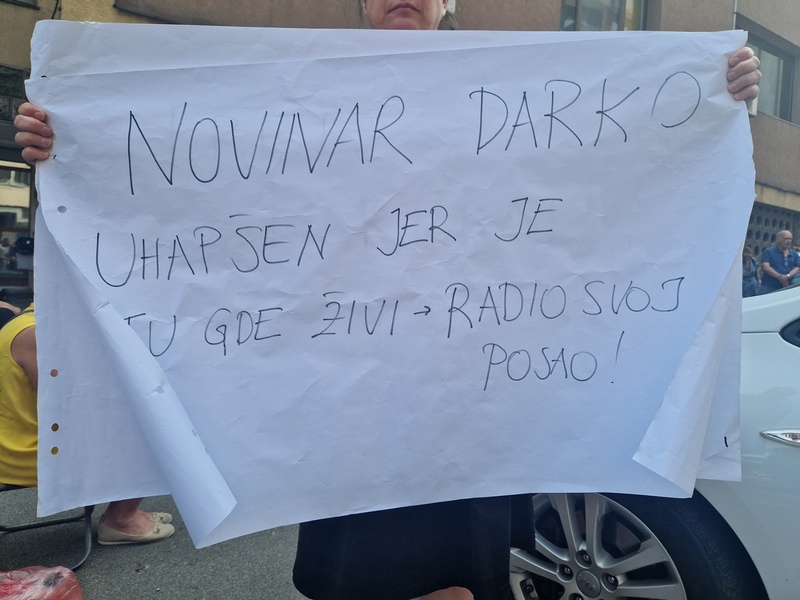 NOVINAR DARKO
UHAPŠEN JER JE
TU GDE ŽIVI → RADIO SVOJ
POSAO!